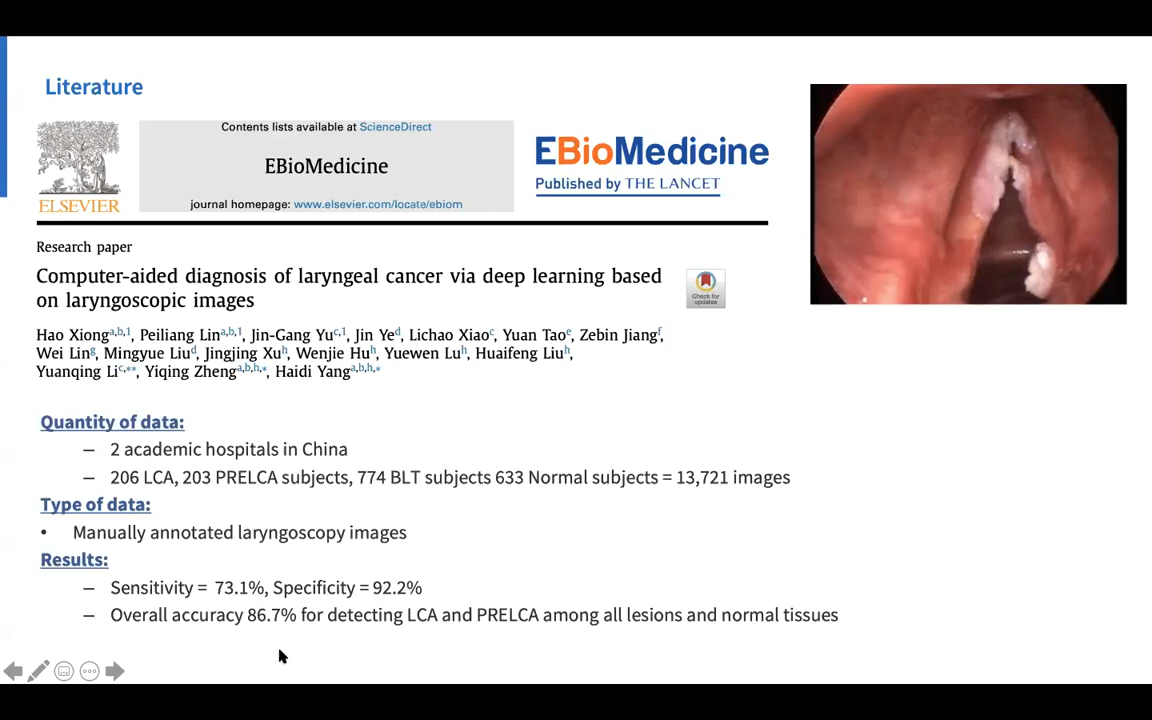 Literature
Contents lists available at ScienceDirect
EBioMedicine
journal homepage: www.elsevier.com/locate/ebiom
ELSEVIER
EBioMedicine
Published by THE LANCET
Research paper
Computer-aided diagnosis of laryngeal cancer via deep learning based
on laryngoscopic images
Check for
updates
Hao Xiong a,b,1, Peiliang Lin a,b,1, Jin-Gang Yu c,1, Jin Ye d, Lichao Xiao c, Yuan Tao e, Zebin Jiang f,
Wei Lin g, Mingyue Liu d, Jingjing Xu h, Wenjie Hu h, Yuewen Lu h, Huaifeng Liu h,
Yuanqing Li c,**, Yiqing Zheng a,b,h,*, Haidi Yang a,b,h,*
Quantity of data:
– 2 academic hospitals in China
– 206 LCA, 203 PRELCA subjects, 774 BLT subjects 633 Normal subjects = 13,721 images
Type of data:
• Manually annotated laryngoscopy images
Results:
– Sensitivity = 73.1%, Specificity = 92.2%
– Overall accuracy 86.7% for detecting LCA and PRELCA among all lesions and normal tissues